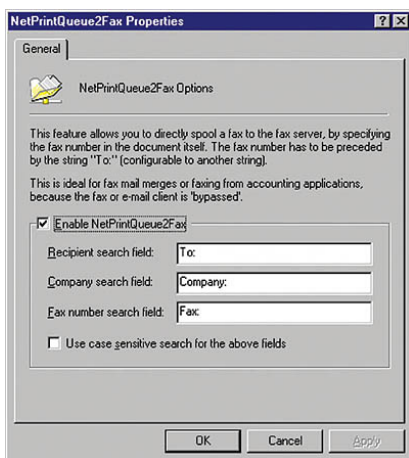 NetPrintQueue2Fax Properties
General
NetPrintQueue2Fax Options
This feature allows you to directly spool a fax to the fax server, by specifying
the fax number in the document itself. The fax number has to be preceded
by the string "To:" (configurable to another string).
This is ideal for fax mail merges or faxing from accounting applications,
because the fax or e-mail client is 'bypassed'.
Enable NetPrintQueue2Fax
Recipient search field: To:
Company search field: Company:
Fax number search field: Fax:
Use case sensitive search for the above fields
OK Cancel Apply